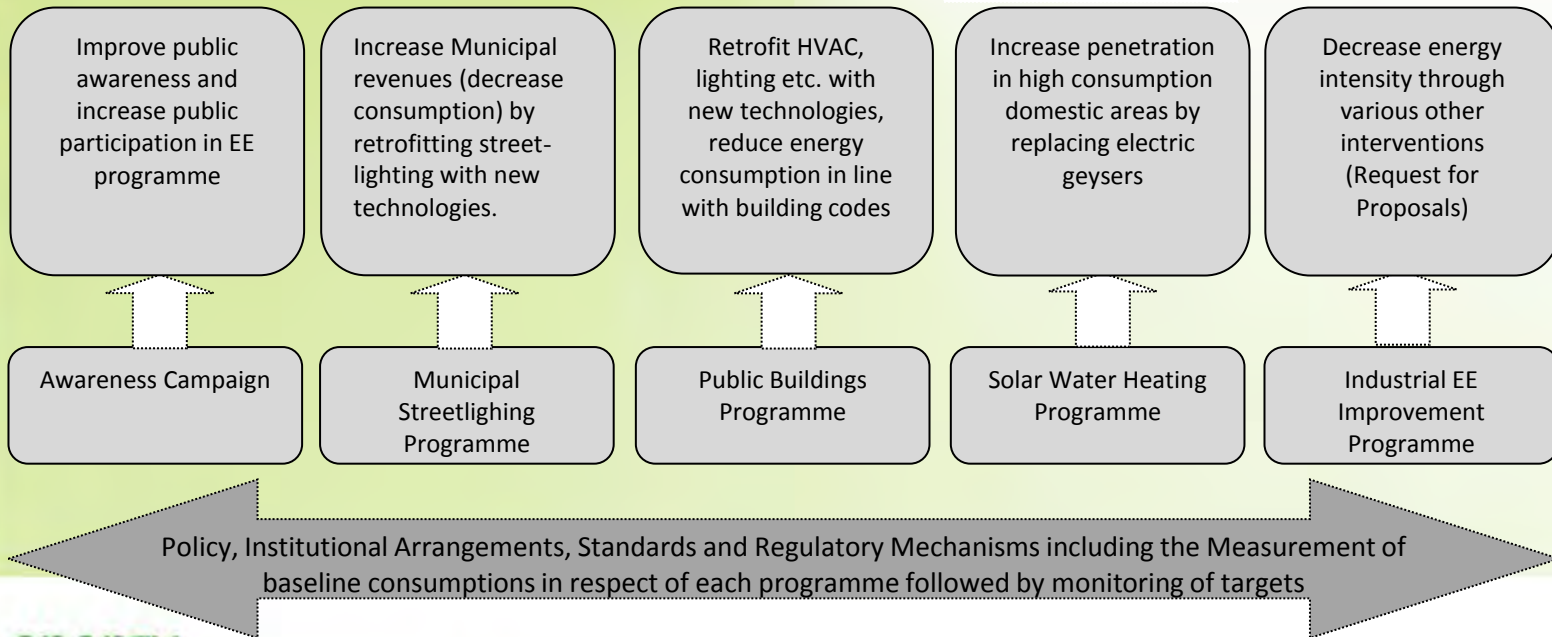 Improve public
awareness and
increase public
participation in EE
programme
Increase Municipal
revenues (decrease
consumption) by
retrofitting street-
lighting with new
technologies.
Retrofit HVAC,
lighting etc. with
new technologies,
reduce energy
consumption in line
with building codes
Increase penetration
in high consumption
domestic areas by
replacing electric
geysers
Decrease energy
intensity through
various other
interventions
(Request for
Proposals)
Awareness Campaign
Municipal
Streetlighing
Programme
Public Buildings
Programme
Solar Water Heating
Programme
Industrial EE
Improvement
Programme
Policy, Institutional Arrangements, Standards and Regulatory Mechanisms including the Measurement of
baseline consumptions in respect of each programme followed by monitoring of targets